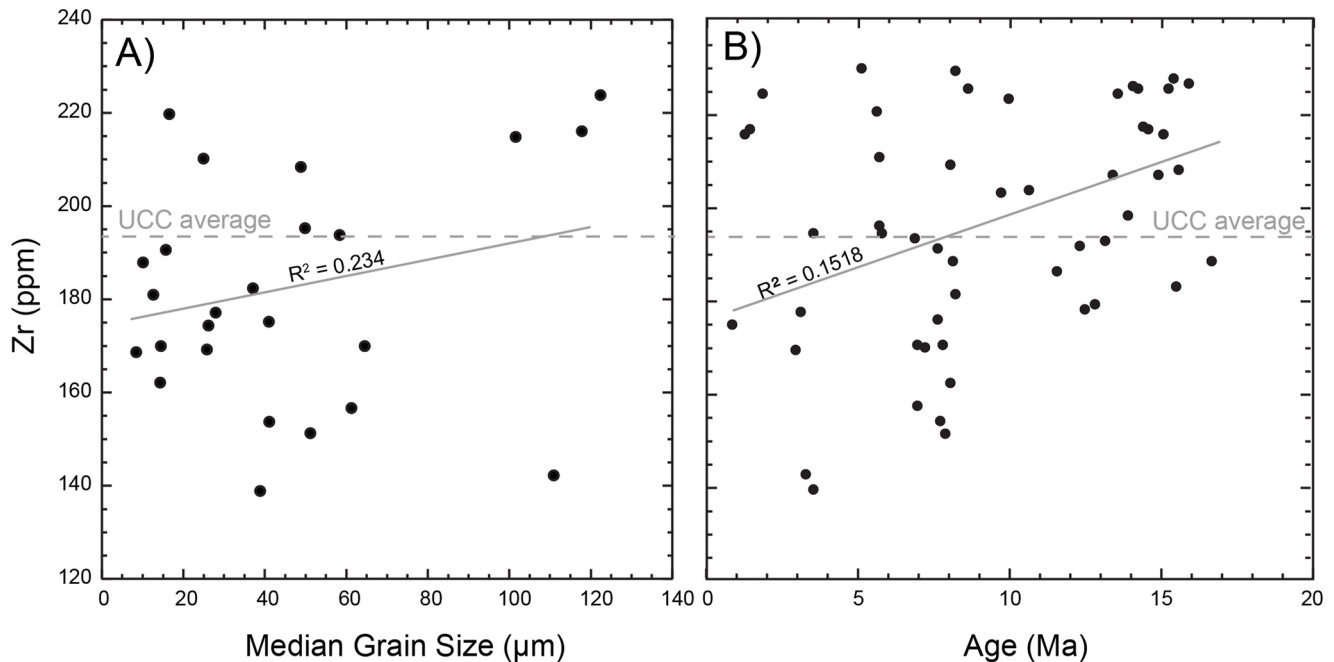 A)
B)
240
220
200
180
160
140
120
Zr (ppm)
UCC average
R² = 0.234
UCC average
R² = 0.1518
0 20 40 60 80 100 120 140
0 5 10 15 20
Median Grain Size (µm)
Age (Ma)